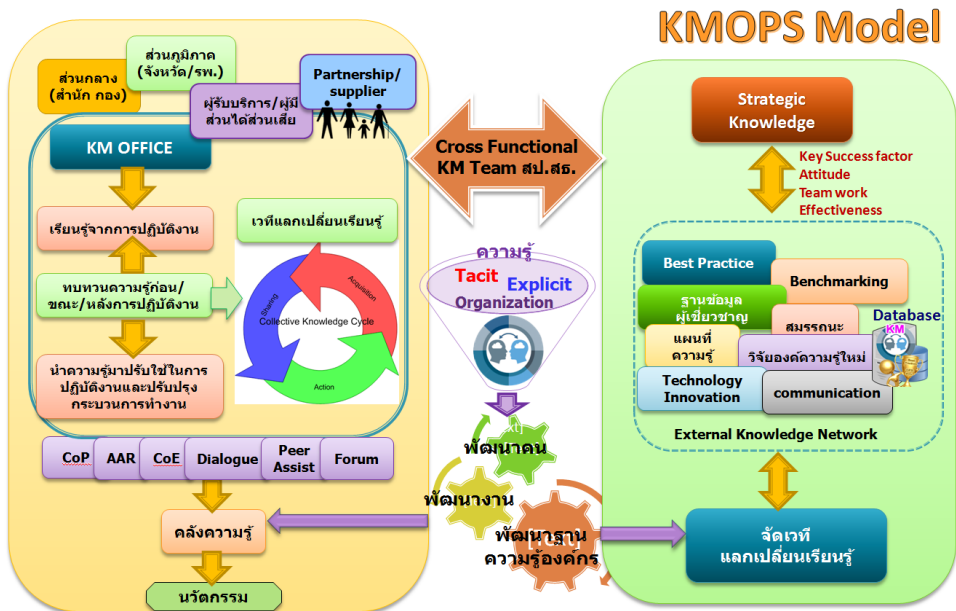 KMOPS Model
ส่วนกลาง
(สำนัก กอง)
ส่วนภูมิภาค
(จังหวัด/รพ.)
ผู้รับบริการ/ผู้มี
ส่วนได้ส่วนเสีย
Partnership/
supplier
KM OFFICE
เรียนรู้จากการปฏิบัติงาน
ทบทวนความรู้ก่อน/
ขณะ/หลังการปฏิบัติงาน
นำความรู้มาปรับใช้ในการ
ปฏิบัติงานและปรับปรุง
กระบวนการทำงาน
เวทีแลกเปลี่ยนเรียนรู้
Sharing
Acquisition
Collective Knowledge Cycle
Action
CoP
AAR
CoE
Dialogue
Peer
Assist
Forum
คลังความรู้
นวัตกรรม
Cross Functional
KM Team สป.สธ.
ความรู้
Tacit
Explicit
Organization
พัฒนาคน
พัฒนางาน
พัฒนาฐาน
ความรู้องค์กร
Strategic
Knowledge
Key Success factor
Attitude
Team work
Effectiveness
Best Practice
Benchmarking
ฐานข้อมูล
ผู้เชี่ยวชาญ
สมรรถนะ
Database
KM
แผนที่
ความรู้
วิจัยองค์ความรู้ใหม่
Technology
Innovation
communication
External Knowledge Network
จัดเวที
แลกเปลี่ยนเรียนรู้